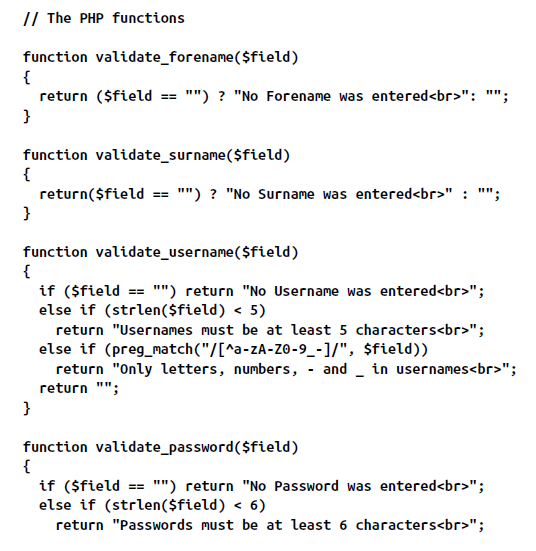 // The PHP functions
function validate_forename($field)
{
return ($field == "") ? "No Forename was entered<br>": "";
}
function validate_surname($field)
{
return($field == "") ? "No Surname was entered<br>" : "";
}
function validate_username($field)
{
if ($field == "") return "No Username was entered<br>";
else if (strlen($field) < 5)
return "Usernames must be at least 5 characters<br>";
else if (preg_match("/[^a-zA-Z0-9_-]/", $field))
return "Only letters, numbers, - and _ in usernames<br>";
return "";
}
function validate_password($field)
{
if ($field == "") return "No Password was entered<br>";
else if (strlen($field) < 6)
return "Passwords must be at least 6 characters<br>";